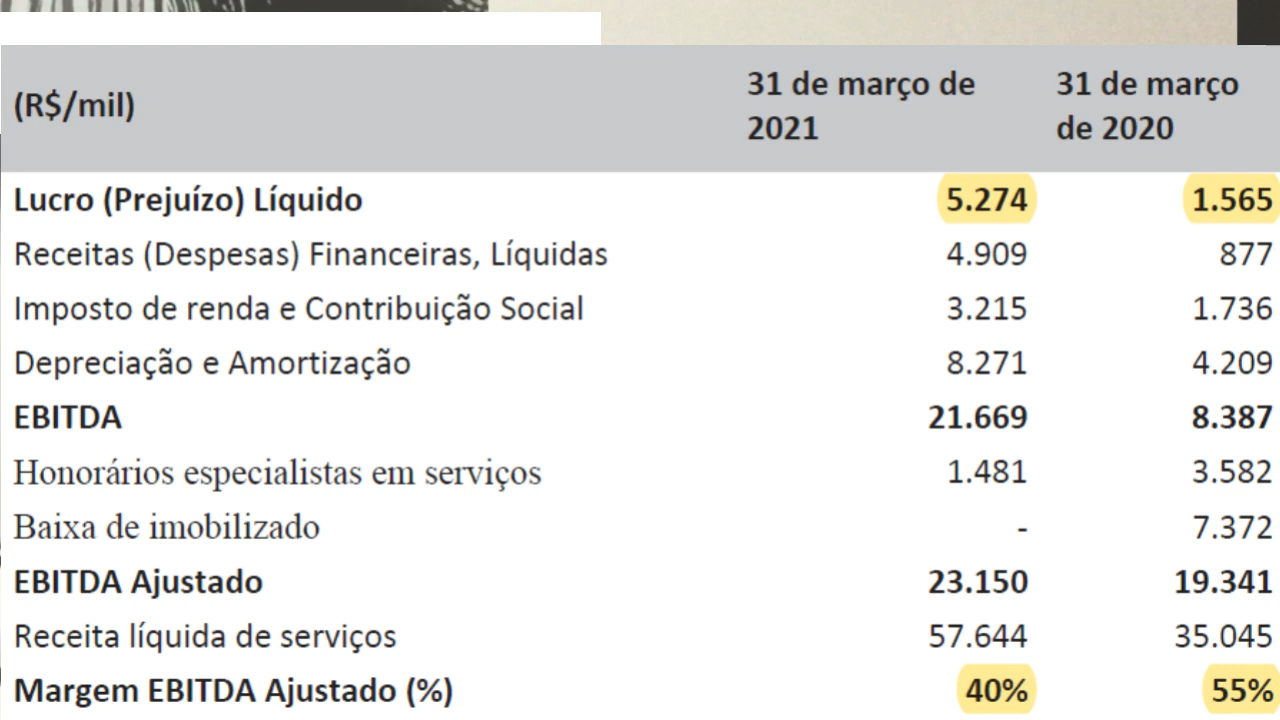 (R$/mil) 31 de março de 2021 31 de março de 2020
Lucro (Prejuízo) Líquido 5.274 1.565
Receitas (Despesas) Financeiras, Líquidas 4.909 877
Imposto de renda e Contribuição Social 3.215 1.736
Depreciação e Amortização 8.271 4.209
EBITDA 21.669 8.387
Honorários especialistas em serviços 1.481 3.582
Baixa de imobilizado - 7.372
EBITDA Ajustado 23.150 19.341
Receita líquida de serviços 57.644 35.045
Margem EBITDA Ajustado (%) 40% 55%